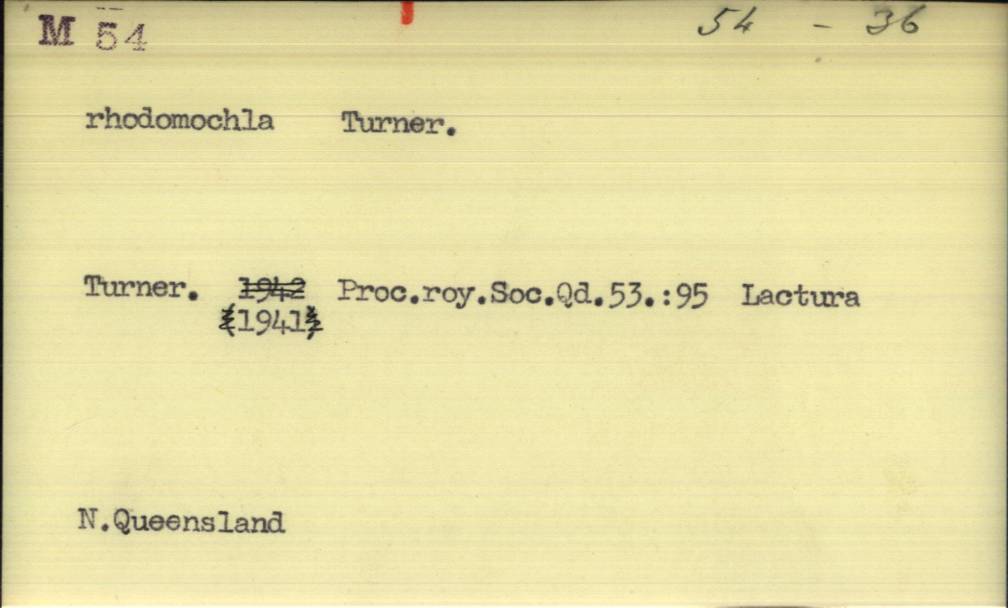 M 54 54 - 36
rhodomochla Turner.
Turner. 1942 Proc.roy.Soc.Qd.53.:95 Lactura
(1941)
N.Queensland